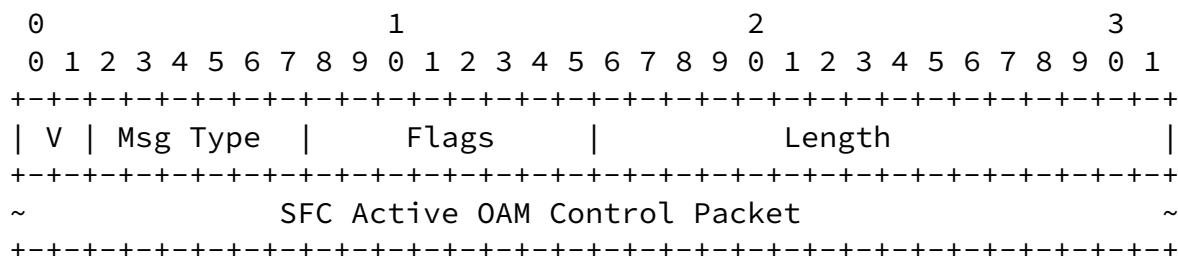 0                   1                   2                   3
 0 1 2 3 4 5 6 7 8 9 0 1 2 3 4 5 6 7 8 9 0 1 2 3 4 5 6 7 8 9 0 1
+-+-+-+-+-+-+-+-+-+-+-+-+-+-+-+-+-+-+-+-+-+-+-+-+-+-+-+-+-+-+-+-+
| V | Msg Type  |     Flags     |          Length               |
+-+-+-+-+-+-+-+-+-+-+-+-+-+-+-+-+-+-+-+-+-+-+-+-+-+-+-+-+-+-+-+-+
~              SFC Active OAM Control Packet                    ~
+-+-+-+-+-+-+-+-+-+-+-+-+-+-+-+-+-+-+-+-+-+-+-+-+-+-+-+-+-+-+-+-+